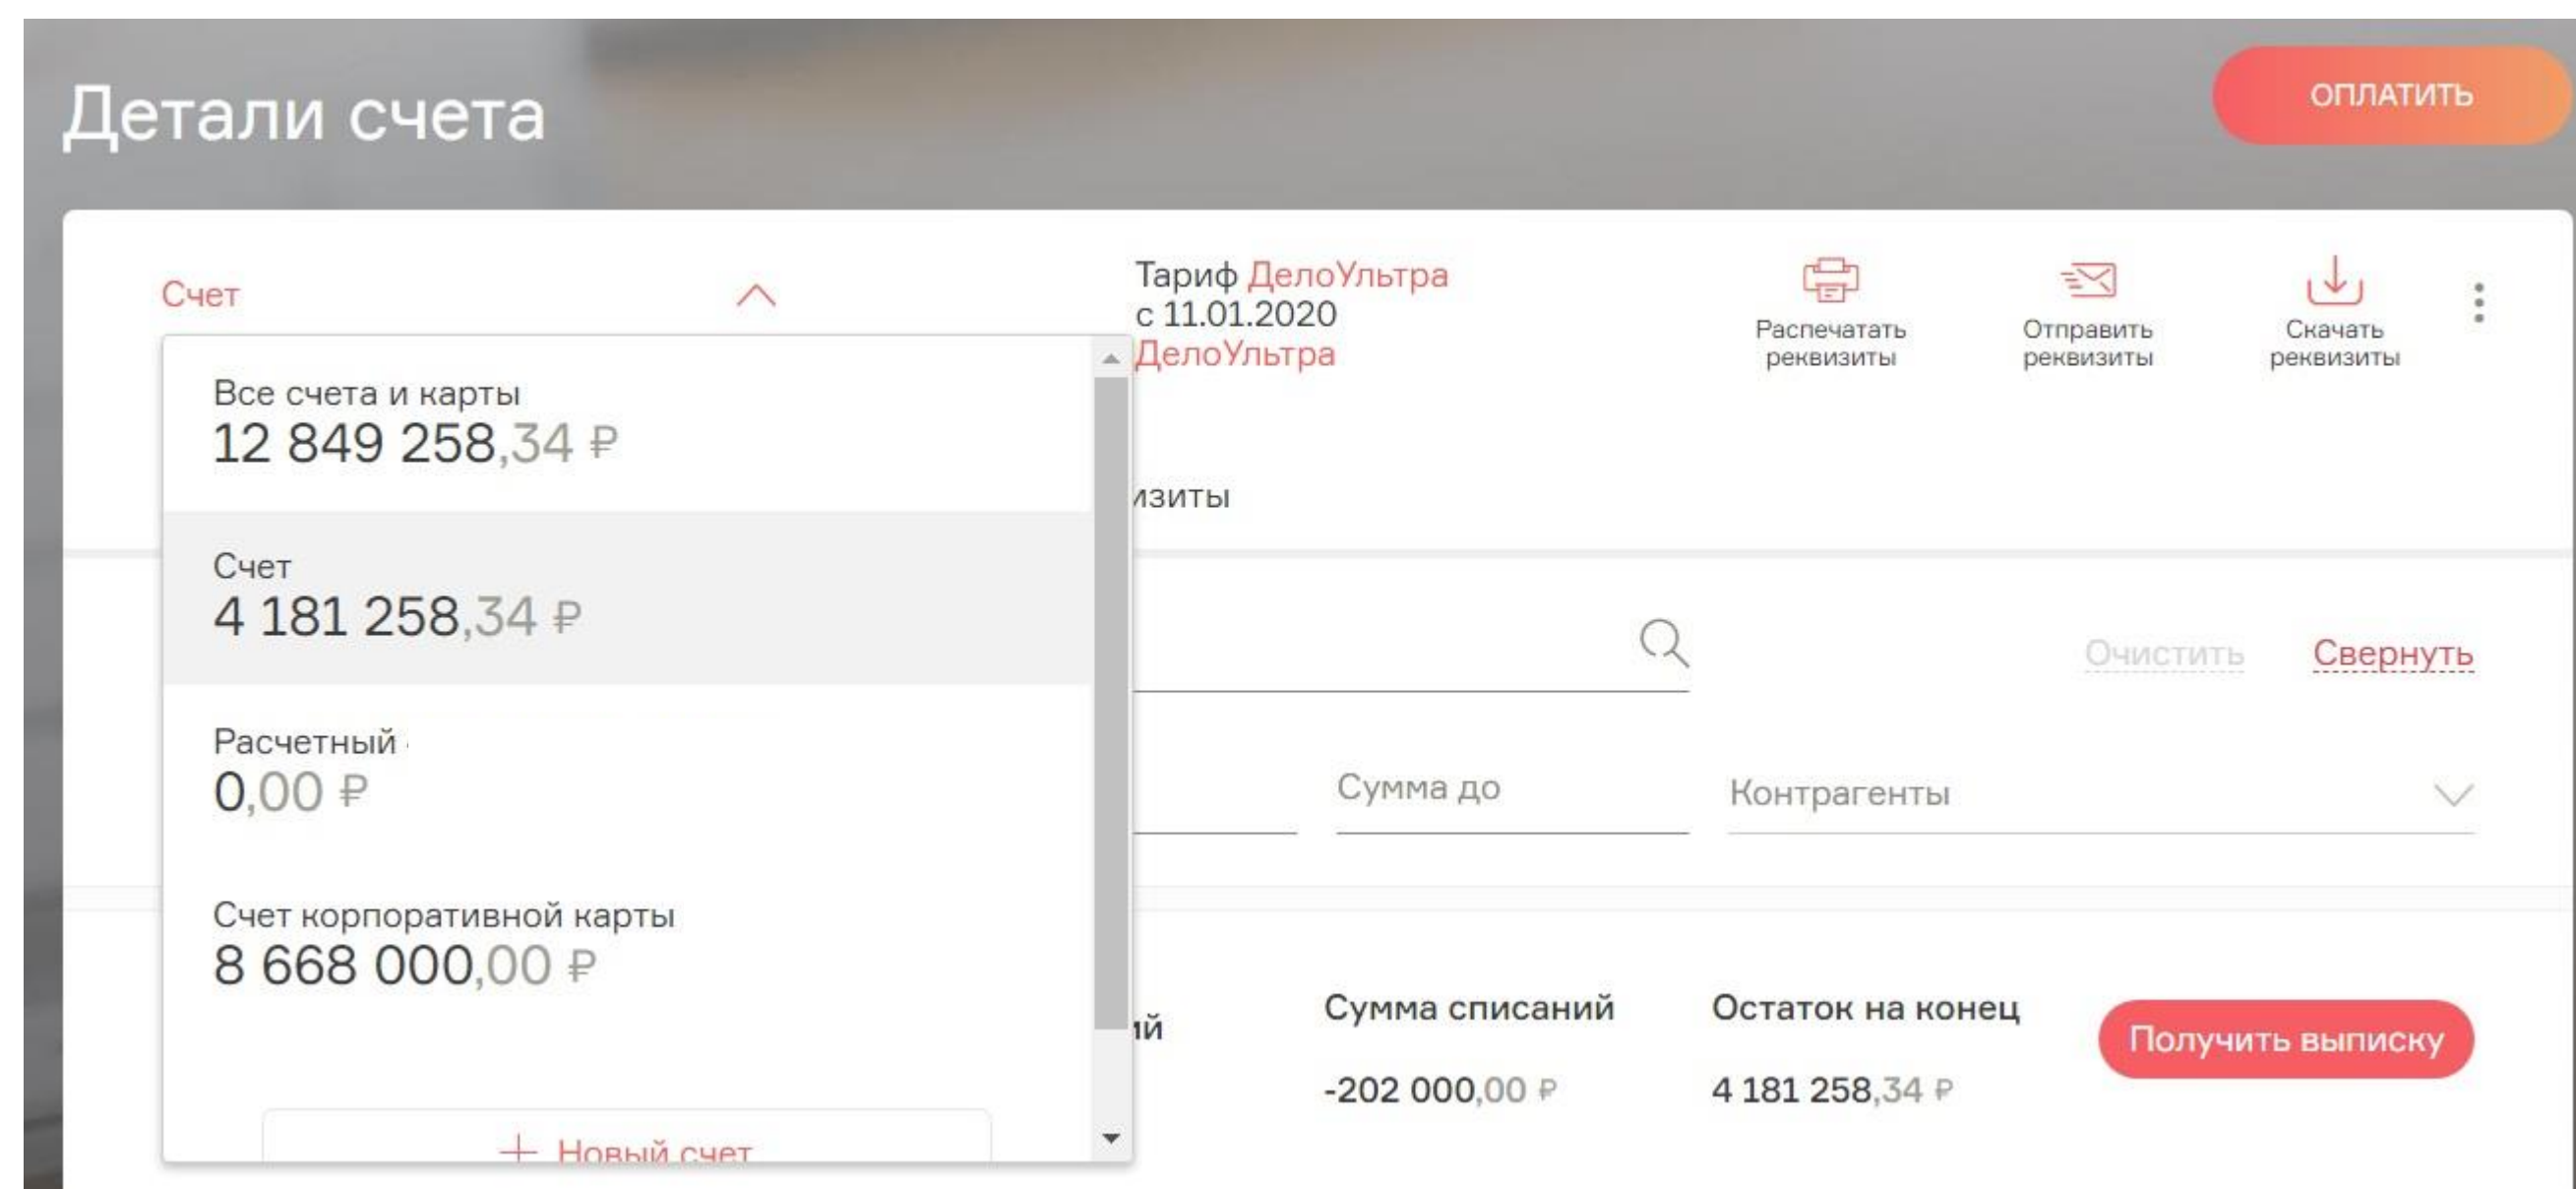 Детали счета
ОПЛАТИТЬ
Счет
Тариф ДелоУльтра
с 11.01.2020
ДелоУльтра
Распечатать
реквизиты
Отправить
реквизиты
Скачать
реквизиты
Все счета и карты
12 849 258,34 ₽
изиты
Счет
4 181 258,34 ₽
Очистить
Свернуть
Расчетный
0,00 ₽
Сумма до
Контрагенты
Счет корпоративной карты
8 668 000,00 ₽
ий
Сумма списаний
-202 000,00 ₽
Остаток на конец
4 181 258,34 ₽
Получить выписку
+ Новый счет